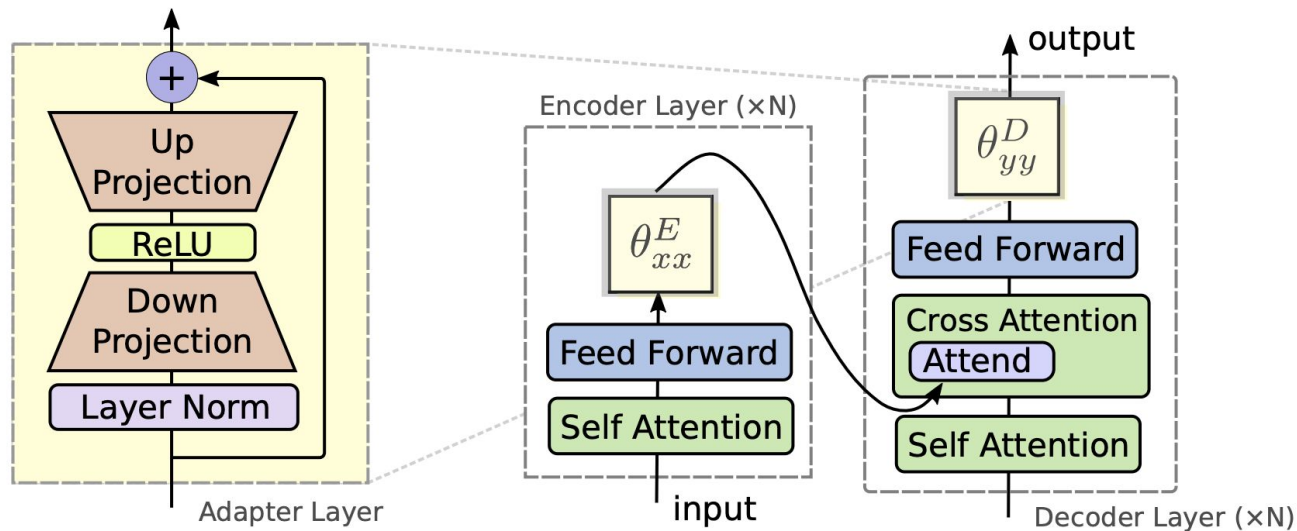 +
Up
Projection
ReLU
Down
Projection
Layer Norm
Adapter Layer
Encoder Layer (×N)
θ^E_xx
Feed Forward
Self Attention
input
output
θ^D_yy
Feed Forward
Cross Attention
Attend
Self Attention
Decoder Layer (×N)